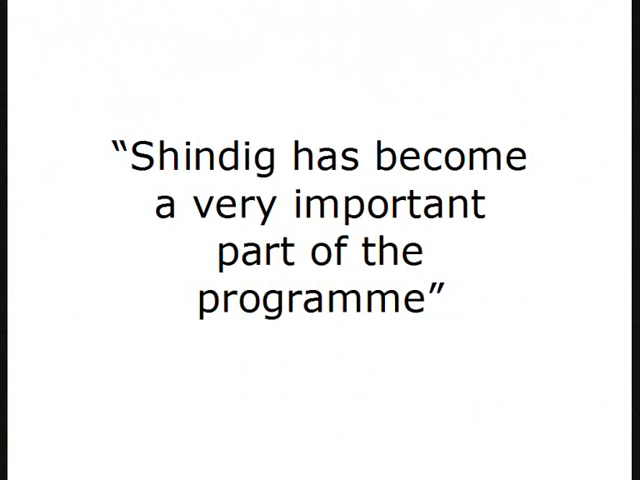 “Shindig has become
a very important
part of the
programme”